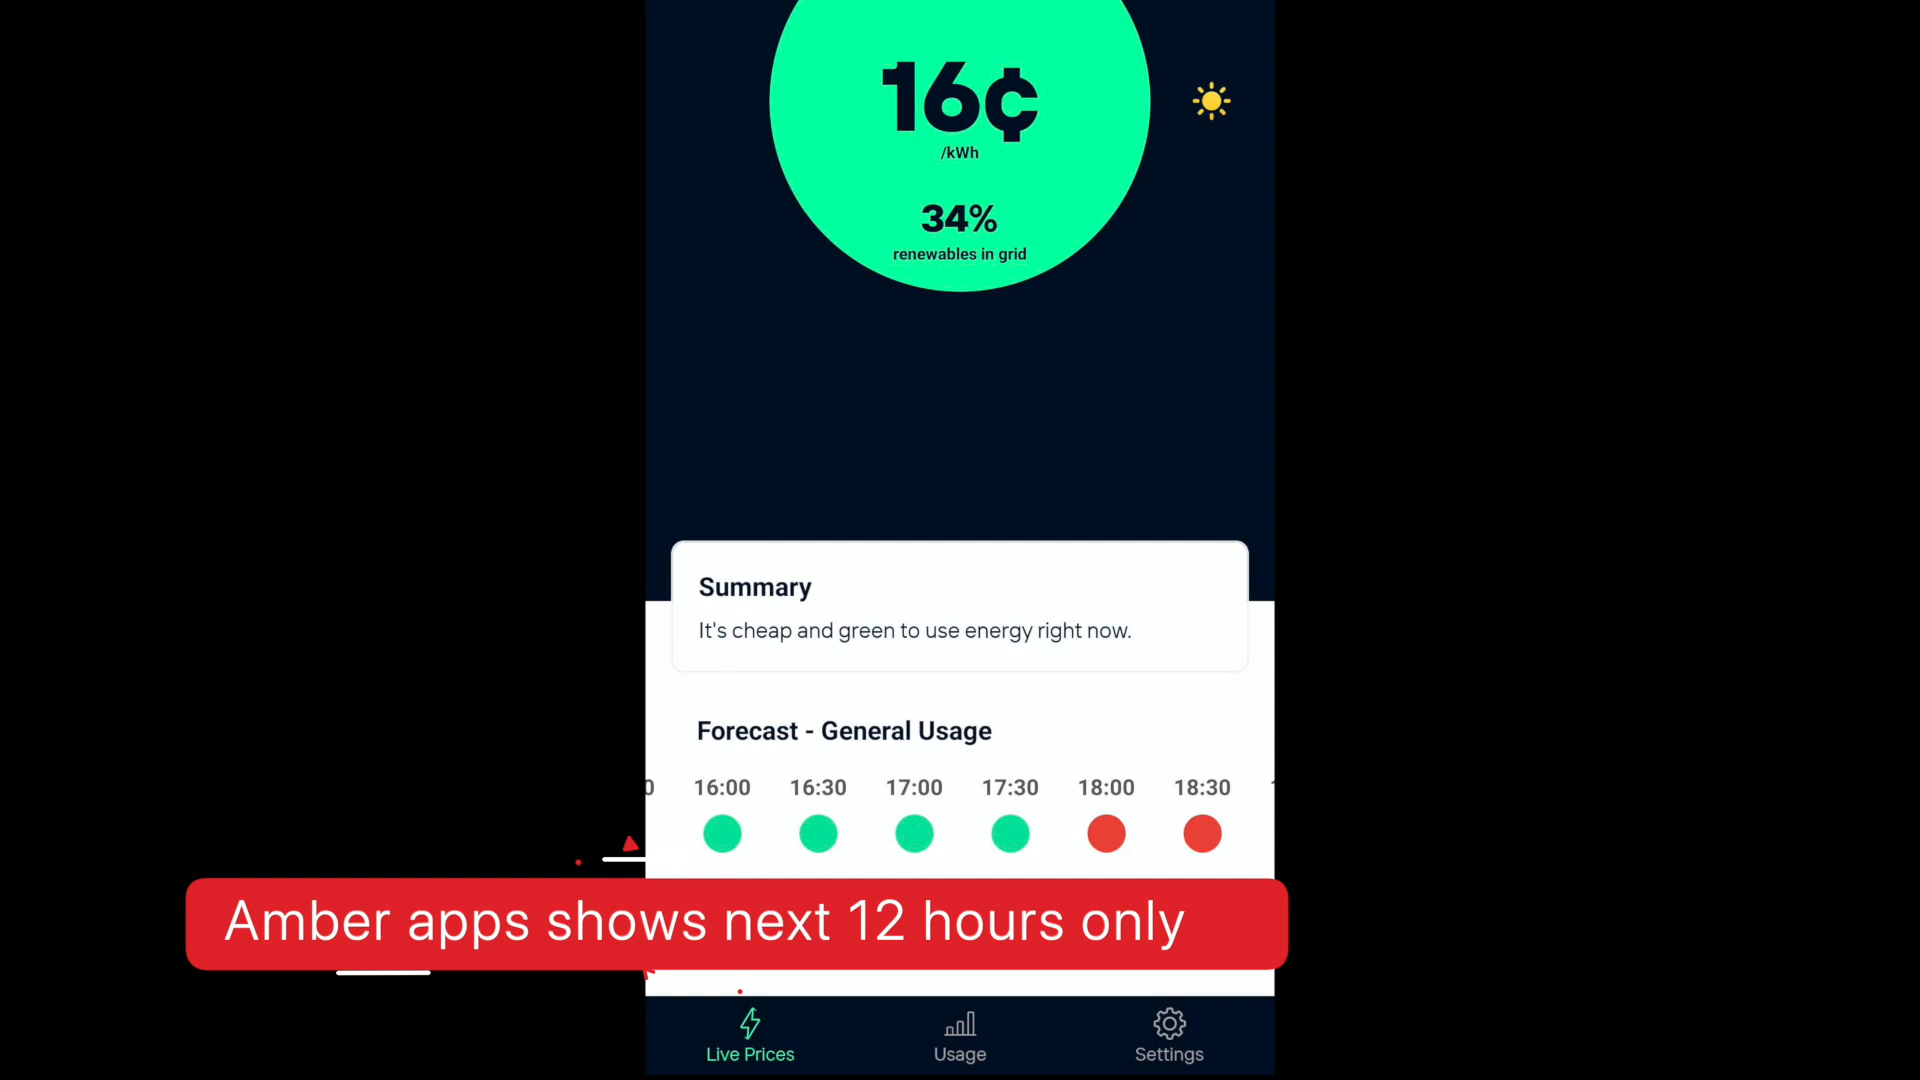 16¢
/kWh
34%
renewables in grid
Summary
It's cheap and green to use energy right now.
Forecast - General Usage
16:00 16:30 17:00 17:30 18:00 18:30
Amber apps shows next 12 hours only
Live Prices Usage Settings